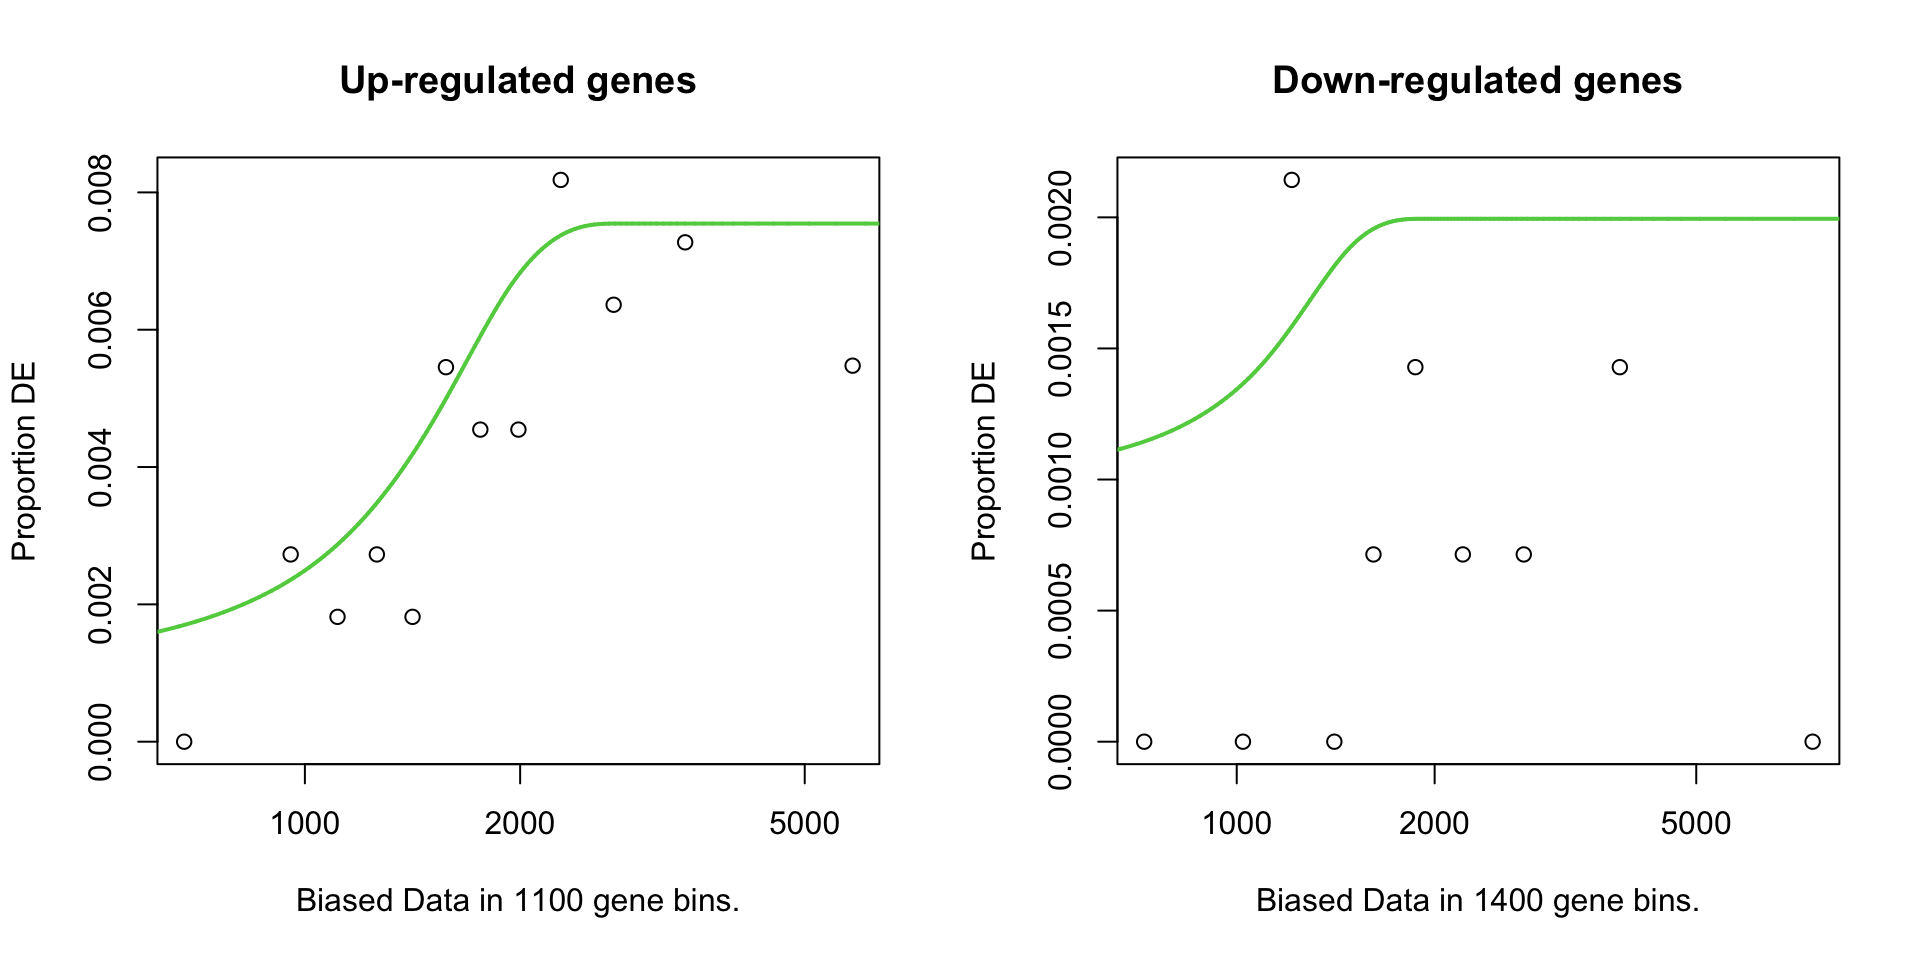 Up-regulated genes
Proportion DE
0.008
0.006
0.004
0.002
0.000
1000 2000 5000
Biased Data in 1100 gene bins.
Down-regulated genes
Proportion DE
0.0020
0.0015
0.0010
0.0005
0.0000
1000 2000 5000
Biased Data in 1400 gene bins.